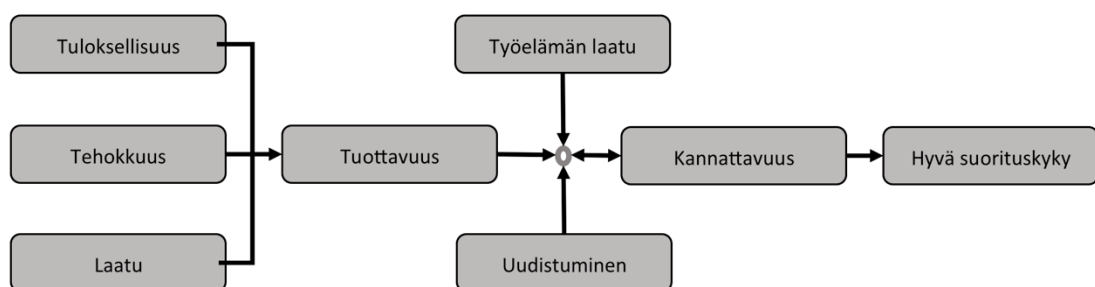 Tuloksellisuus
Työelämän laatu
Tehokkuus
Tuottavuus
Kannattavuus
Hyvä suorituskyky
Laatu
Uudistuminen